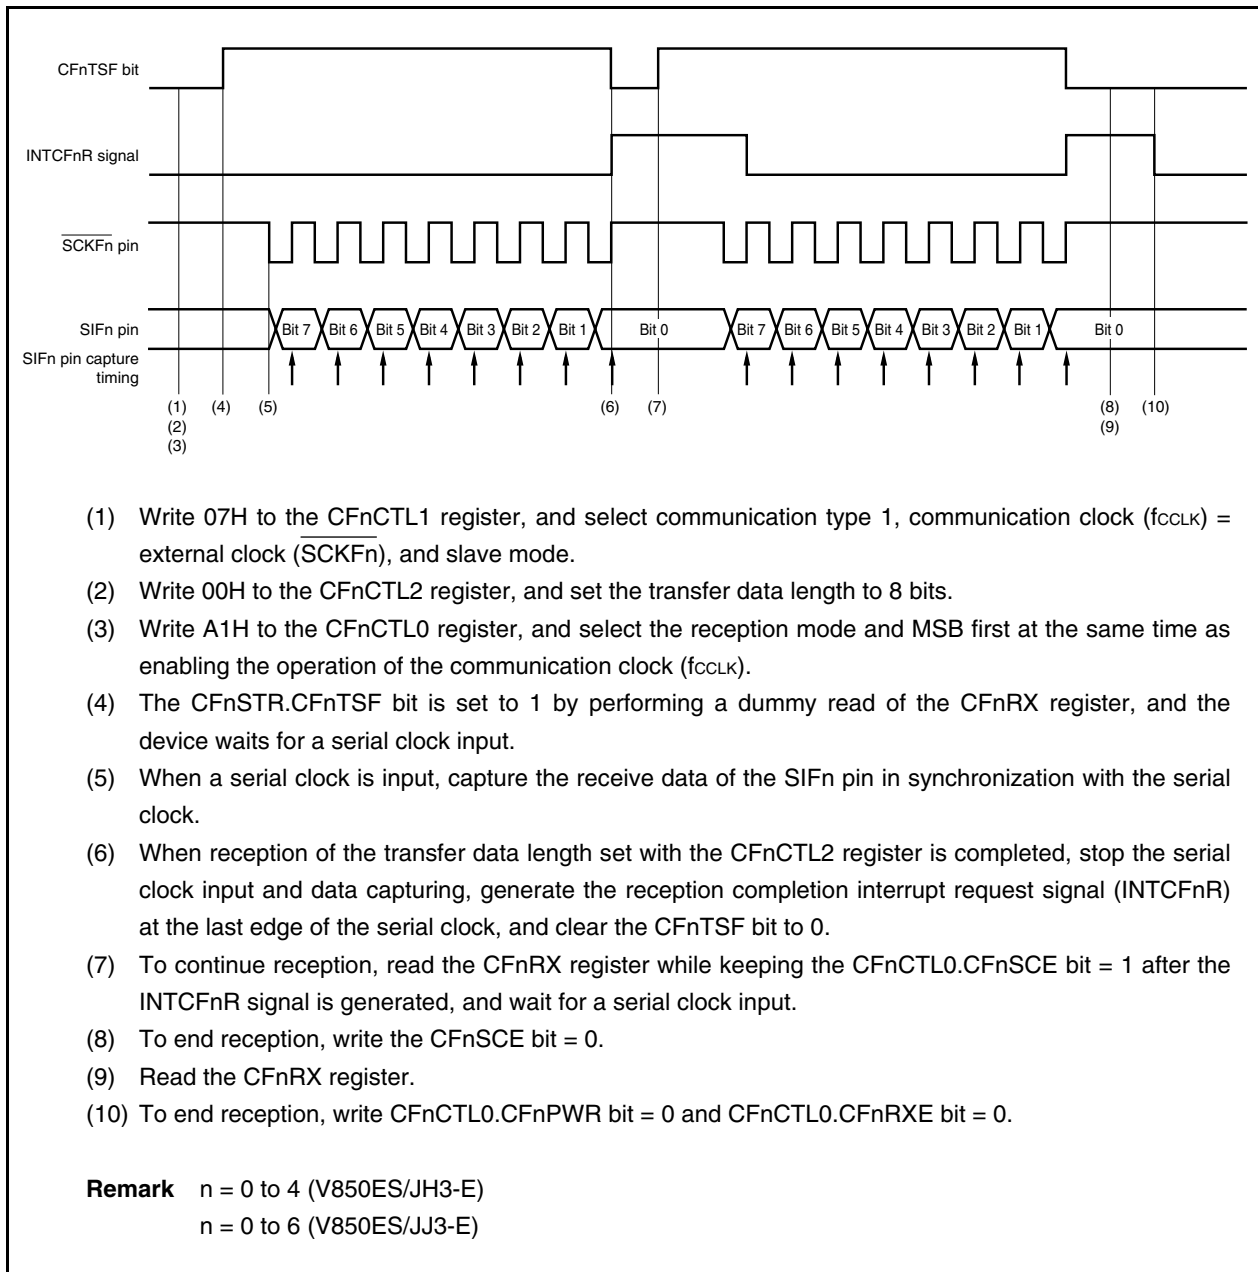 CFnTSF bit
INTCFnR signal
SCKFn pin
SIFn pin
Bit 7 Bit 6 Bit 5 Bit 4 Bit 3 Bit 2 Bit 1 Bit 0 Bit 7 Bit 6 Bit 5 Bit 4 Bit 3 Bit 2 Bit 1 Bit 0
SIFn pin capture
timing
(1) (4) (5) (6) (7) (8) (10)
(2) (9)
(3)
(1) Write 07H to the CFnCTL1 register, and select communication type 1, communication clock (fCCLK) =
external clock (SCKFn), and slave mode.
(2) Write 00H to the CFnCTL2 register, and set the transfer data length to 8 bits.
(3) Write A1H to the CFnCTL0 register, and select the reception mode and MSB first at the same time as
enabling the operation of the communication clock (fCCLK).
(4) The CFnSTR.CFnTSF bit is set to 1 by performing a dummy read of the CFnRX register, and the
device waits for a serial clock input.
(5) When a serial clock is input, capture the receive data of the SIFn pin in synchronization with the serial
clock.
(6) When reception of the transfer data length set with the CFnCTL2 register is completed, stop the serial
clock input and data capturing, generate the reception completion interrupt request signal (INTCFnR)
at the last edge of the serial clock, and clear the CFnTSF bit to 0.
(7) To continue reception, read the CFnRX register while keeping the CFnCTL0.CFnSCE bit = 1 after the
INTCFnR signal is generated, and wait for a serial clock input.
(8) To end reception, write the CFnSCE bit = 0.
(9) Read the CFnRX register.
(10) To end reception, write CFnCTL0.CFnPWR bit = 0 and CFnCTL0.CFnRXE bit = 0.
Remark n = 0 to 4 (V850ES/JH3-E)
n = 0 to 6 (V850ES/JJ3-E)